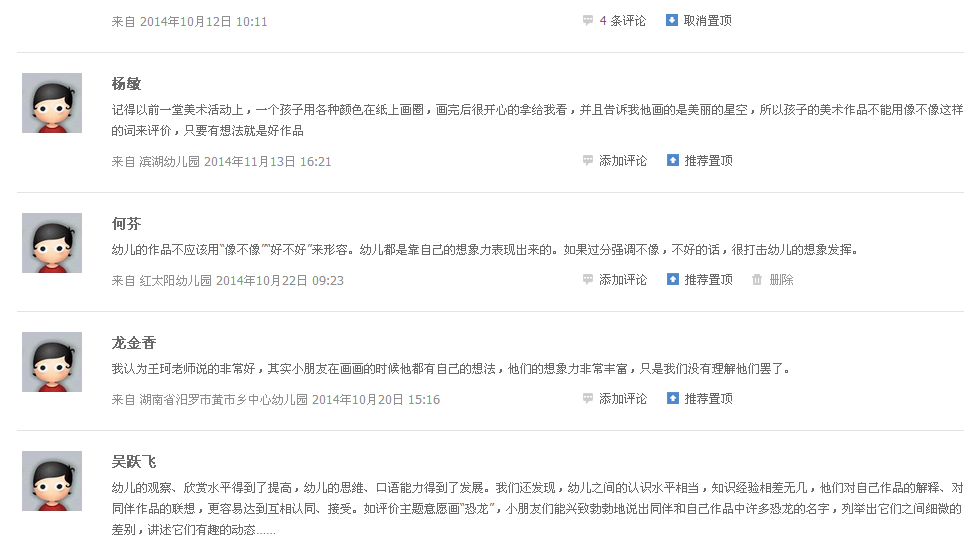 来自 2014年10月12日 10:11 4 条评论 取消置顶
杨敏
记得以前一堂美术活动上，一个孩子用各种颜色在纸上画圈，画完后很开心的拿给我看，并且告诉我他画的是美丽的星空，所以孩子的美术作品不能用像不像这样
的词来评价，只要有想法就是好作品
来自 滨湖幼儿园 2014年11月13日 16:21 添加评论 推荐置顶
何芬
幼儿的作品不应该用“像不像”“好不好”来形容。幼儿都是靠自己的想象力表现出来的。如果过分强调不像，不好的话，很打击幼儿的想象发挥。
来自 红太阳幼儿园 2014年10月22日 09:23 添加评论 推荐置顶 删除
龙金香
我认为王珂老师说的非常好，其实小朋友在画画的时候他都有自己的想法，他们的想象力非常丰富，只是我们没有理解他们罢了。
来自 湖南省汨罗市黄市乡中心幼儿园 2014年10月20日 15:16 添加评论 推荐置顶
吴跃飞
幼儿的观察、欣赏水平得到了提高，幼儿的思维、口语能力得到了发展。我们还发现，幼儿之间的认识水平相当，知识经验相差无几，他们对自己作品的解释、对
同伴作品的联想，更容易达到互相认同、接受。如评价主题意愿画“恐龙”，小朋友们能兴致勃勃地说出同伴和自己作品中许多恐龙的名字，列举出它们之间细微的
差别，讲述它们有趣的动态……